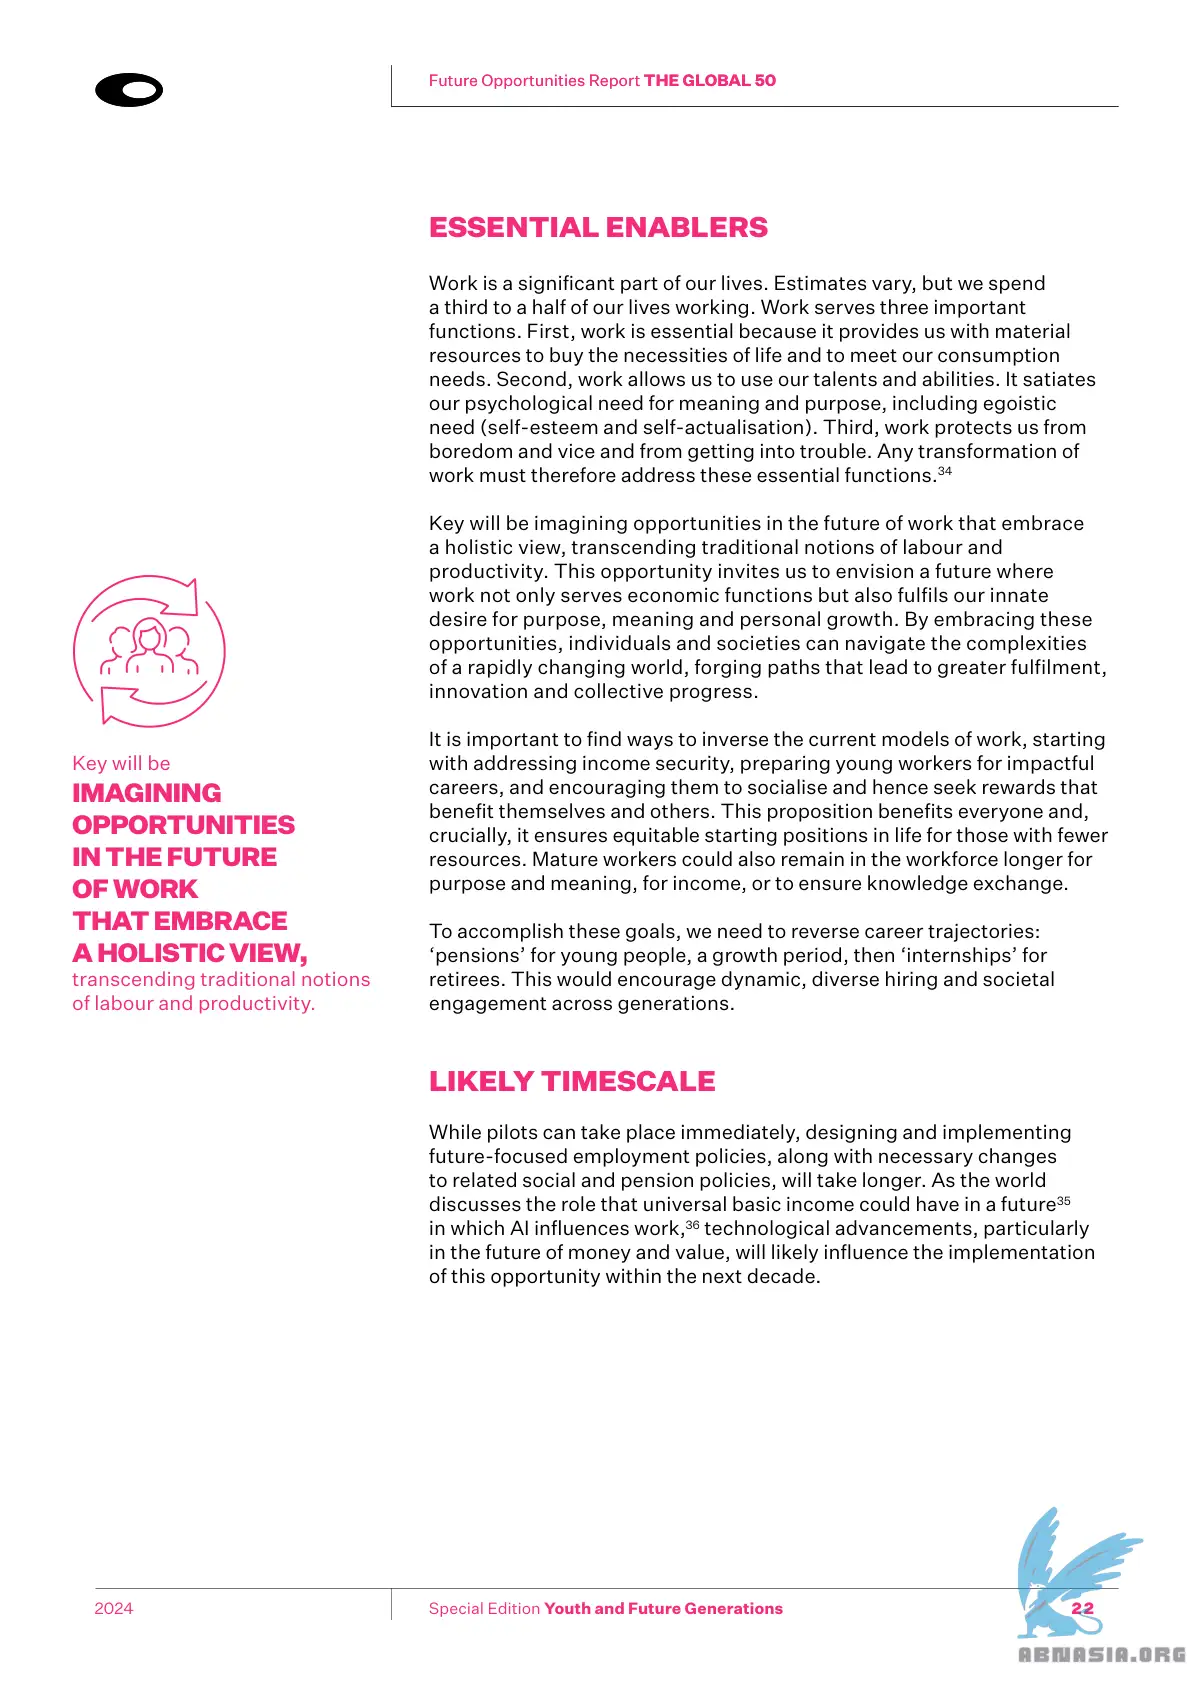 Future Opportunities Report THE GLOBAL 50
ESSENTIAL ENABLERS
Work is a significant part of our lives. Estimates vary, but we spend
a third to a half of our lives working. Work serves three important
functions. First, work is essential because it provides us with material
resources to buy the necessities of life and to meet our consumption
needs. Second, work allows us to use our talents and abilities. It satiates
our psychological need for meaning and purpose, including egoistic
need (self-esteem and self-actualisation). Third, work protects us from
boredom and vice and from getting into trouble. Any transformation of
work must therefore address these essential functions.34
Key will be imagining opportunities in the future of work that embrace
a holistic view, transcending traditional notions of labour and
productivity. This opportunity invites us to envision a future where
work not only serves economic functions but also fulfils our innate
desire for purpose, meaning and personal growth. By embracing these
opportunities, individuals and societies can navigate the complexities
of a rapidly changing world, forging paths that lead to greater fulfilment,
innovation and collective progress.
It is important to find ways to inverse the current models of work, starting
with addressing income security, preparing young workers for impactful
careers, and encouraging them to socialise and hence seek rewards that
benefit themselves and others. This proposition benefits everyone and,
crucially, it ensures equitable starting positions in life for those with fewer
resources. Mature workers could also remain in the workforce longer for
purpose and meaning, for income, or to ensure knowledge exchange.
To accomplish these goals, we need to reverse career trajectories:
‘pensions’ for young people, a growth period, then ‘internships’ for
retirees. This would encourage dynamic, diverse hiring and societal
engagement across generations.
Key will be
IMAGINING
OPPORTUNITIES
IN THE FUTURE
OF WORK
THAT EMBRACE
A HOLISTIC VIEW,
transcending traditional notions
of labour and productivity.
LIKELY TIMESCALE
While pilots can take place immediately, designing and implementing
future-focused employment policies, along with necessary changes
to related social and pension policies, will take longer. As the world
discusses the role that universal basic income could have in a future35
in which AI influences work,36 technological advancements, particularly
in the future of money and value, will likely influence the implementation
of this opportunity within the next decade.
2024
Special Edition Youth and Future Generations
22
ABNASIA.ORG